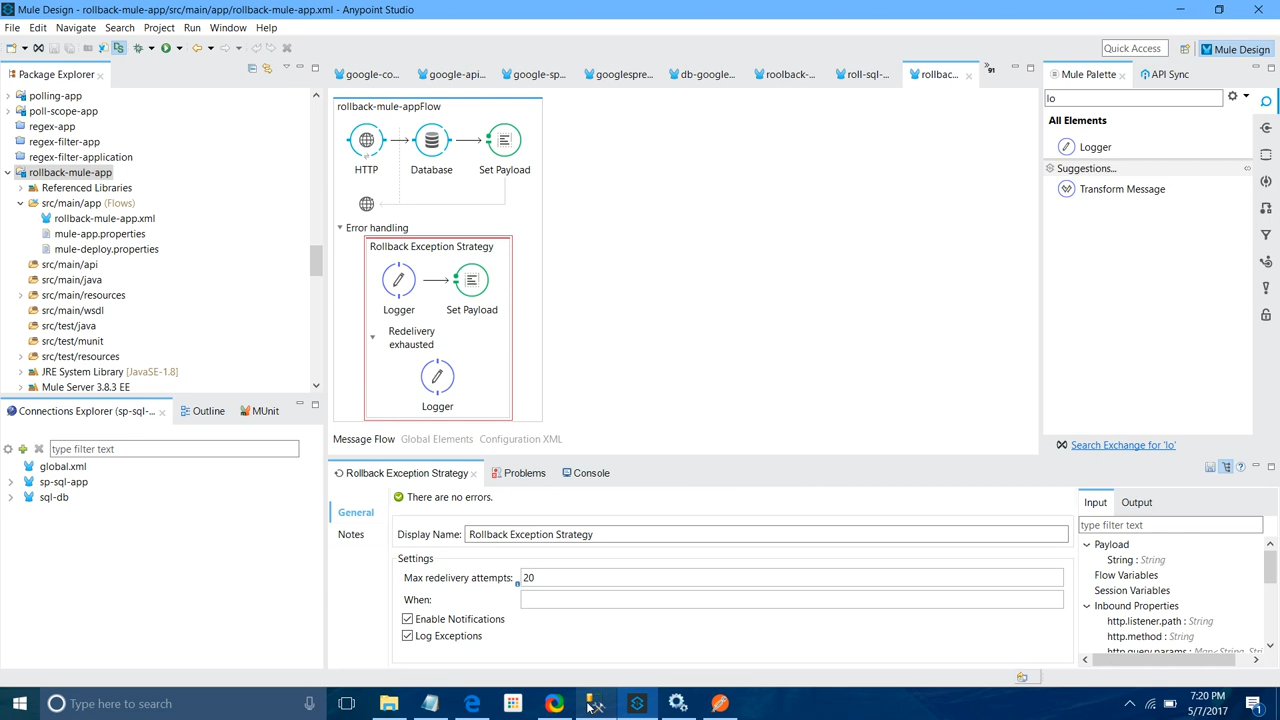 Mule Design - rollback-mule-app/src/main/app/rollback-mule-app.xml - Anypoint Studio
File Edit Navigate Search Project Run Window Help
Quick Access
Mule Design
Package Explorer
google-co...
google-api...
google-sp...
googlespre...
db-google...
roolback-...
roll-sql-...
rollbac...
»91
Mule Palette
API Sync
polling-app
poll-scope-app
regex-app
regex-filter-app
regex-filter-application
rollback-mule-app
Referenced Libraries
src/main/app (Flows)
rollback-mule-app.xml
mule-app.properties
mule-deploy.properties
src/main/api
src/main/java
src/main/resources
src/main/wsdl
src/test/java
src/test/munit
src/test/resources
JRE System Library [JavaSE-1.8]
Mule Server 3.8.3 EE
rollback-mule-appFlow
HTTP
Database
Set Payload
Error handling
Rollback Exception Strategy
Logger
Set Payload
Redelivery
exhausted
Logger
Message Flow Global Elements Configuration XML
lo
All Elements
Logger
Suggestions...
Transform Message
Search Exchange for 'lo'
Connections Explorer (sp-sql-...
Outline
MUnit
type filter text
global.xml
sp-sql-app
sql-db
Rollback Exception Strategy
Problems
Console
There are no errors.
General
Notes
Display Name: Rollback Exception Strategy
Settings
Max redelivery attempts: 20
When:
Enable Notifications
Log Exceptions
Input Output
type filter text
Payload
String : String
Flow Variables
Session Variables
Inbound Properties
http.listener.path : String
http.method : String
http.query.params : Map<String, Stri
Type here to search
7:20 PM
5/7/2017
1